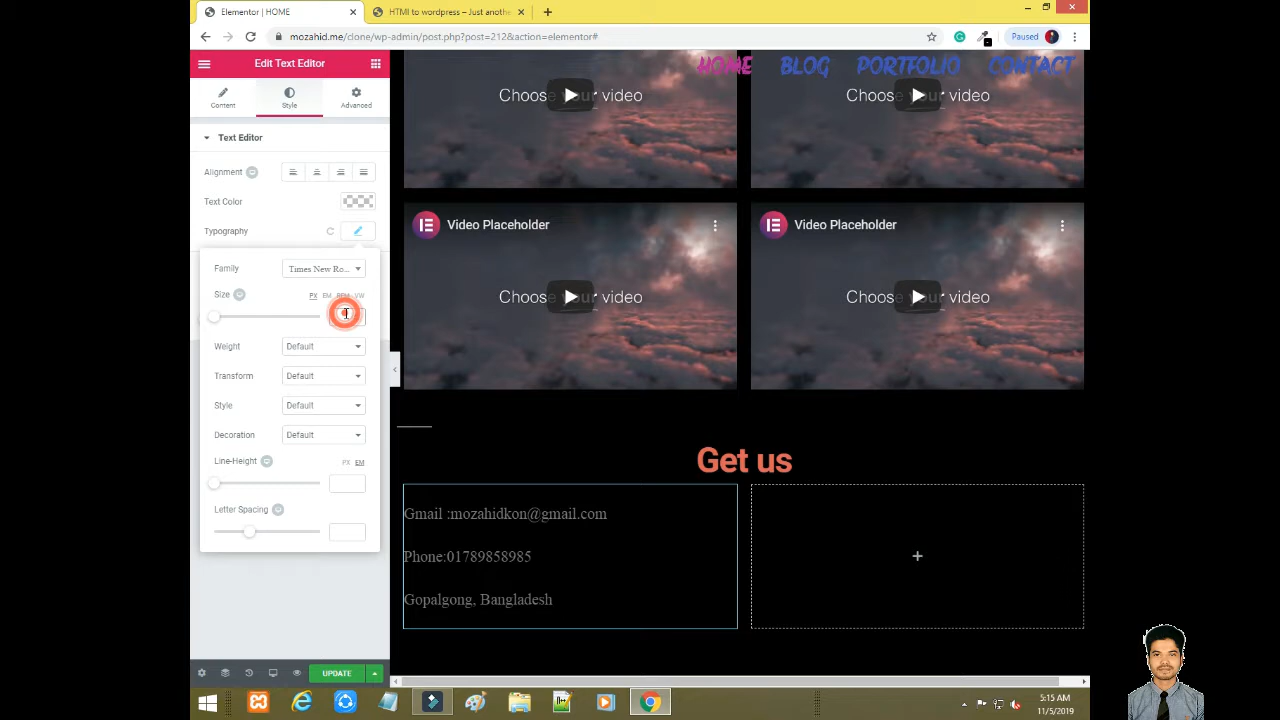 Elementor | HOME
HTMl to wordpress – Just anothe
mozahid.me/clone/wp-admin/post.php?post=212&action=elementor#
Paused
Edit Text Editor
HOME BLOG PORTFOLIO CONTACT
Content Style Advanced
Choose your video
Choose your video
Text Editor
Alignment
Text Color
Typography
Video Placeholder
Video Placeholder
Family Times New Ro...
Size PX EM REM VW
Choose your video
Choose your video
Weight Default
Transform Default
Style Default
Decoration Default
Line-Height PX EM
Letter Spacing
Get us
Gmail :mozahidkon@gmail.com
Phone:01789858985
Gopalgong, Bangladesh
UPDATE
5:15 AM
11/5/2019